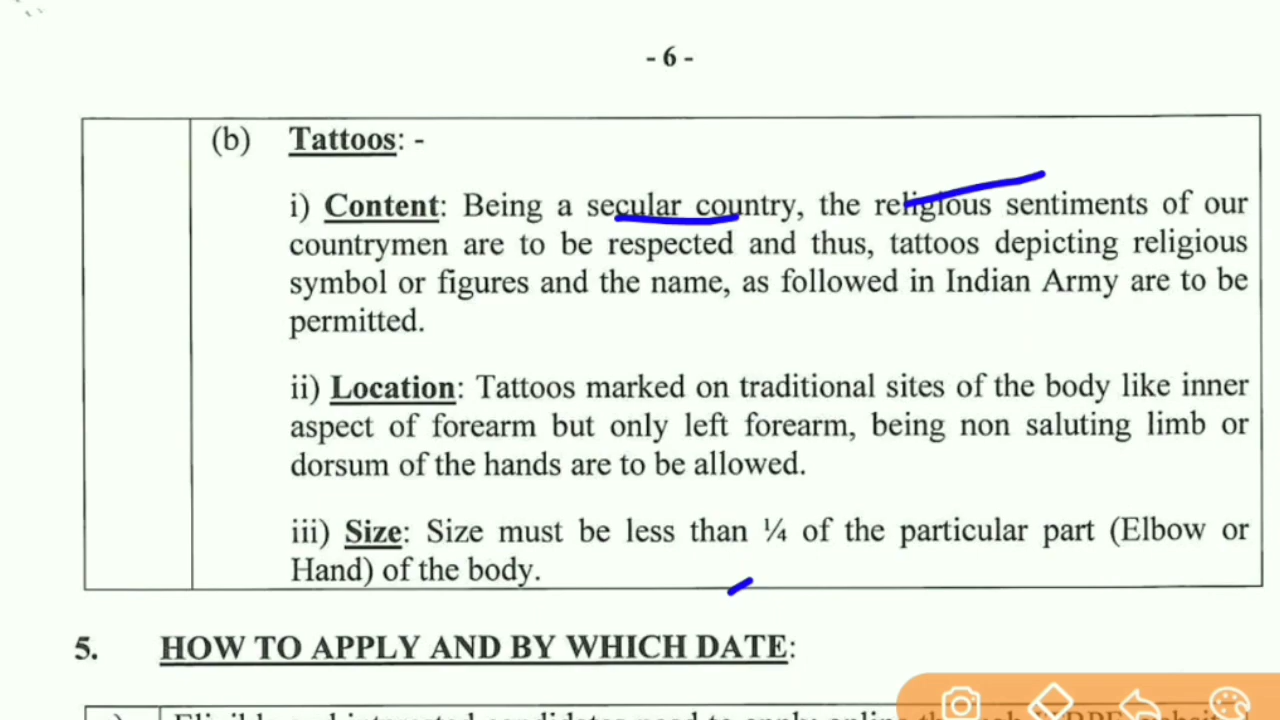 - 6 -
(b) Tattoos: -
i) Content: Being a secular country, the religious sentiments of our
countrymen are to be respected and thus, tattoos depicting religious
symbol or figures and the name, as followed in Indian Army are to be
permitted.
ii) Location: Tattoos marked on traditional sites of the body like inner
aspect of forearm but only left forearm, being non saluting limb or
dorsum of the hands are to be allowed.
iii) Size: Size must be less than ¼ of the particular part (Elbow or
Hand) of the body.
5. HOW TO APPLY AND BY WHICH DATE: